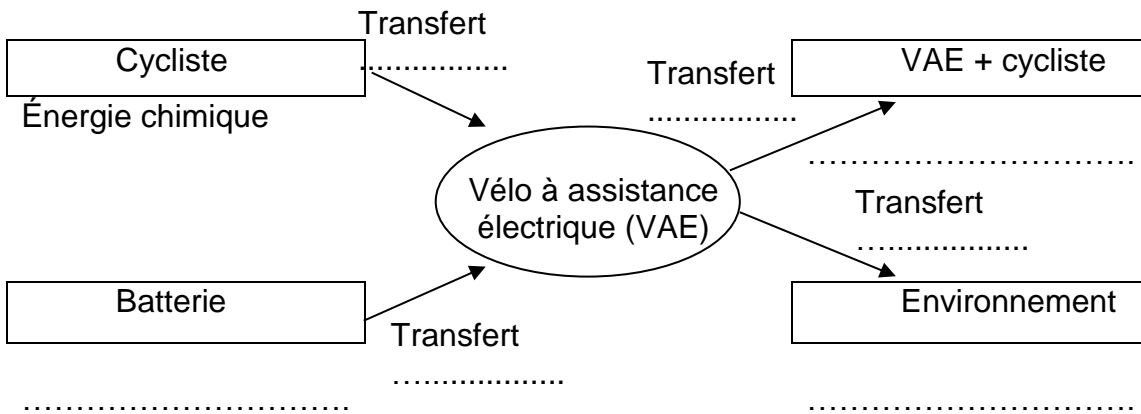 Transfert
.................
Cycliste
Énergie chimique
Transfert
.................
VAE + cycliste
…………………………….
Vélo à assistance
électrique (VAE)
Transfert
…................
Batterie
Transfert
…................
…………………………….
Environnement
…………………………….